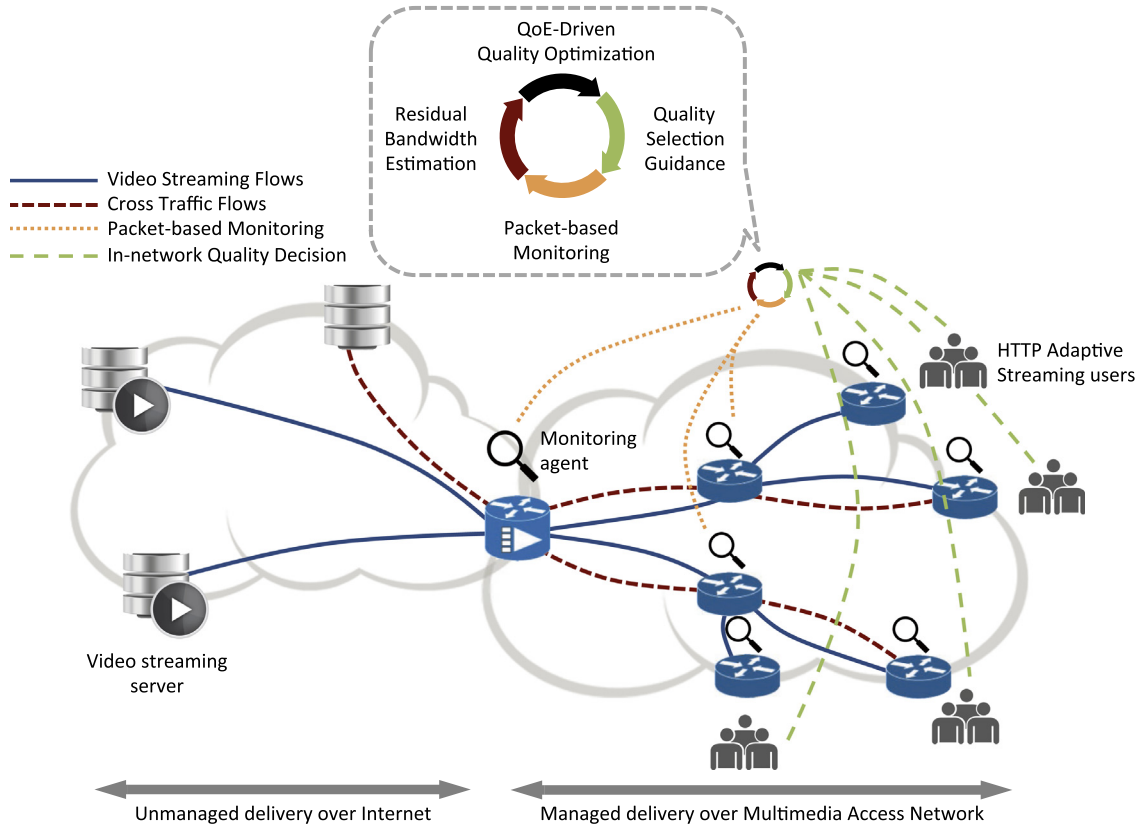 QoE-Driven
Quality Optimization
Residual
Bandwidth
Estimation
Quality
Selection
Guidance
Packet-based
Monitoring
Video Streaming Flows
Cross Traffic Flows
Packet-based Monitoring
In-network Quality Decision
HTTP Adaptive
Streaming users
Monitoring
agent
Video streaming
server
Unmanaged delivery over Internet
Managed delivery over Multimedia Access Network